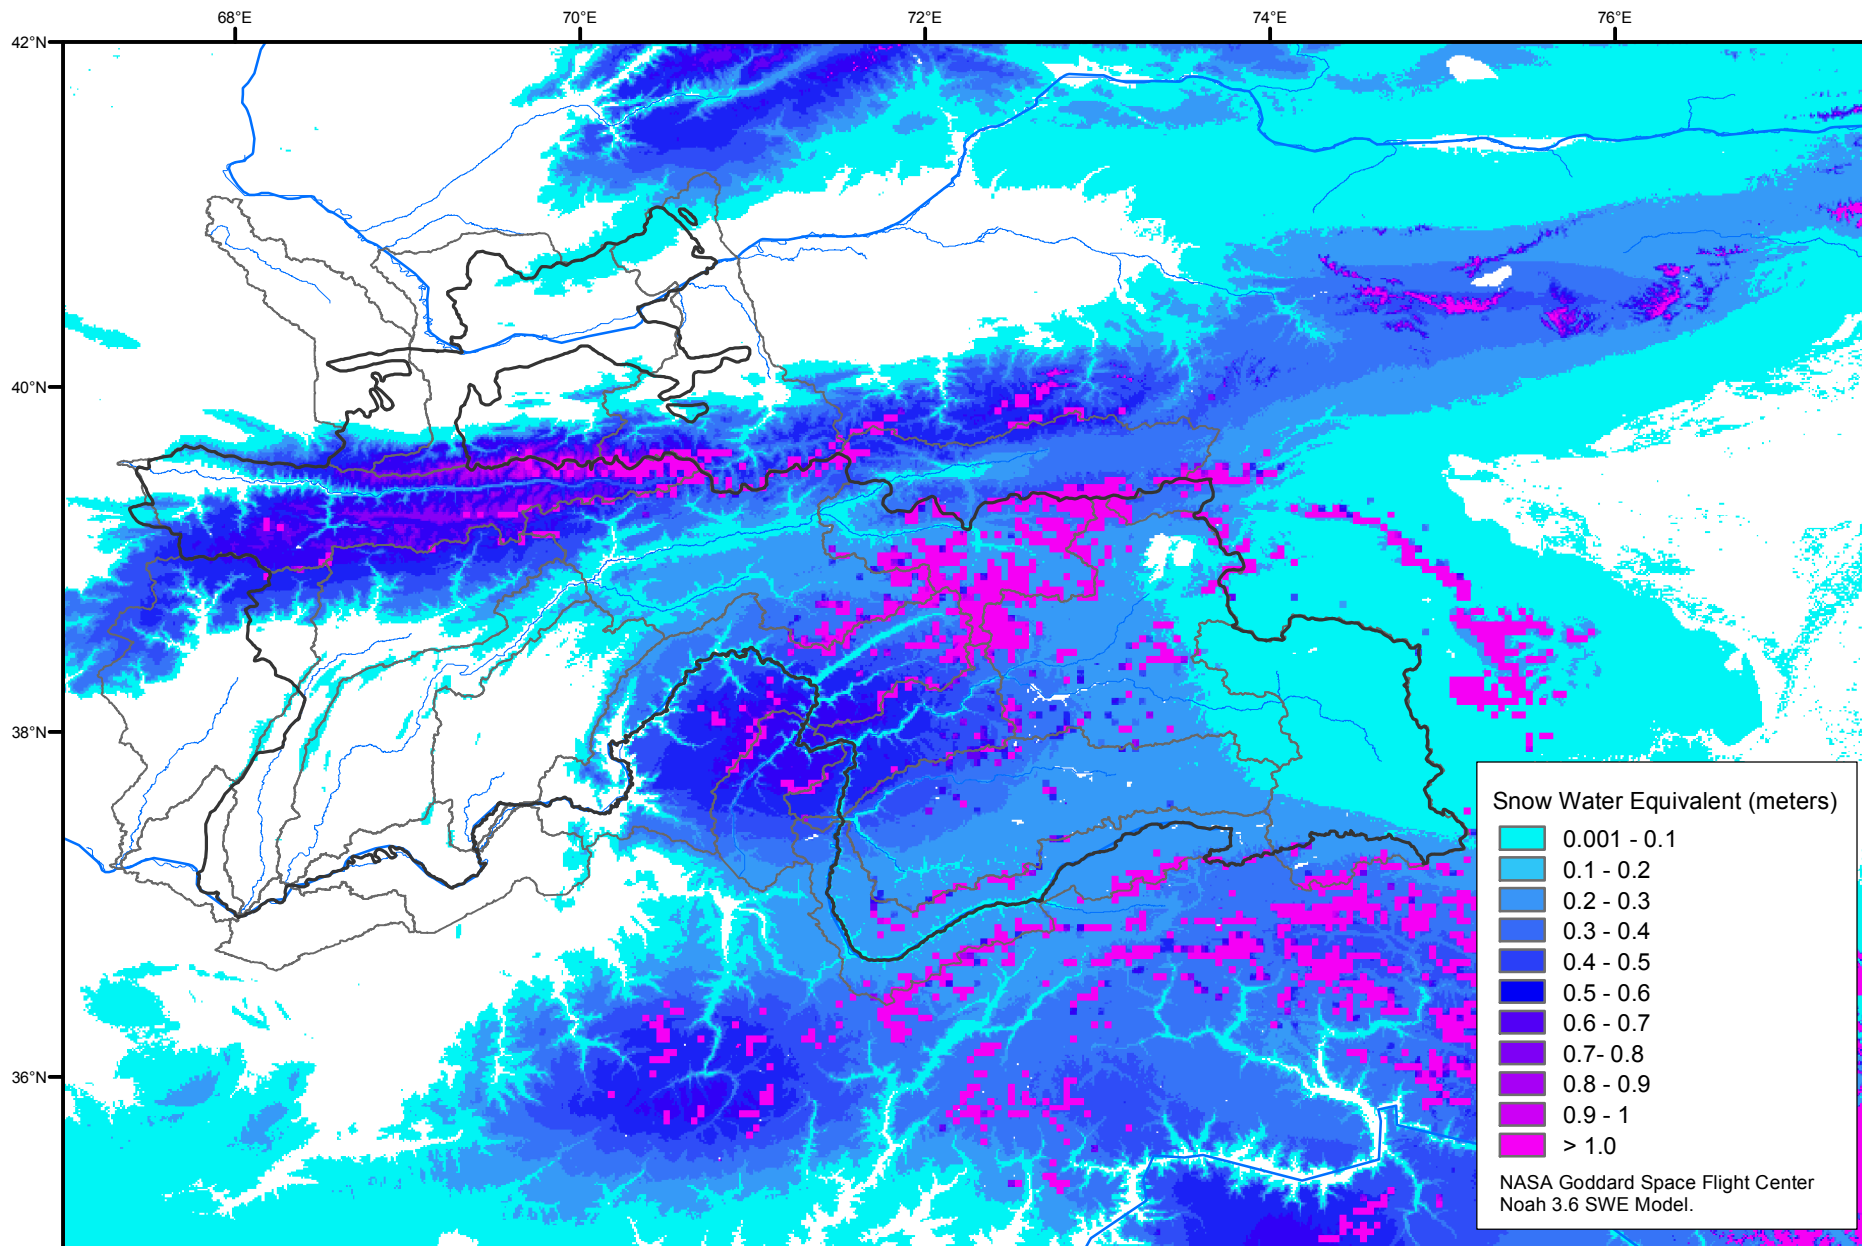 68°E
70°E
72°E
74°E
76°E
42°N
40°N
38°N
36°N
Snow Water Equivalent (meters)
0.001 - 0.1
0.1 - 0.2
0.2 - 0.3
0.3 - 0.4
0.4 - 0.5
0.5 - 0.6
0.6 - 0.7
0.7- 0.8
0.8 - 0.9
0.9 - 1
> 1.0
NASA Goddard Space Flight Center
Noah 3.6 SWE Model.